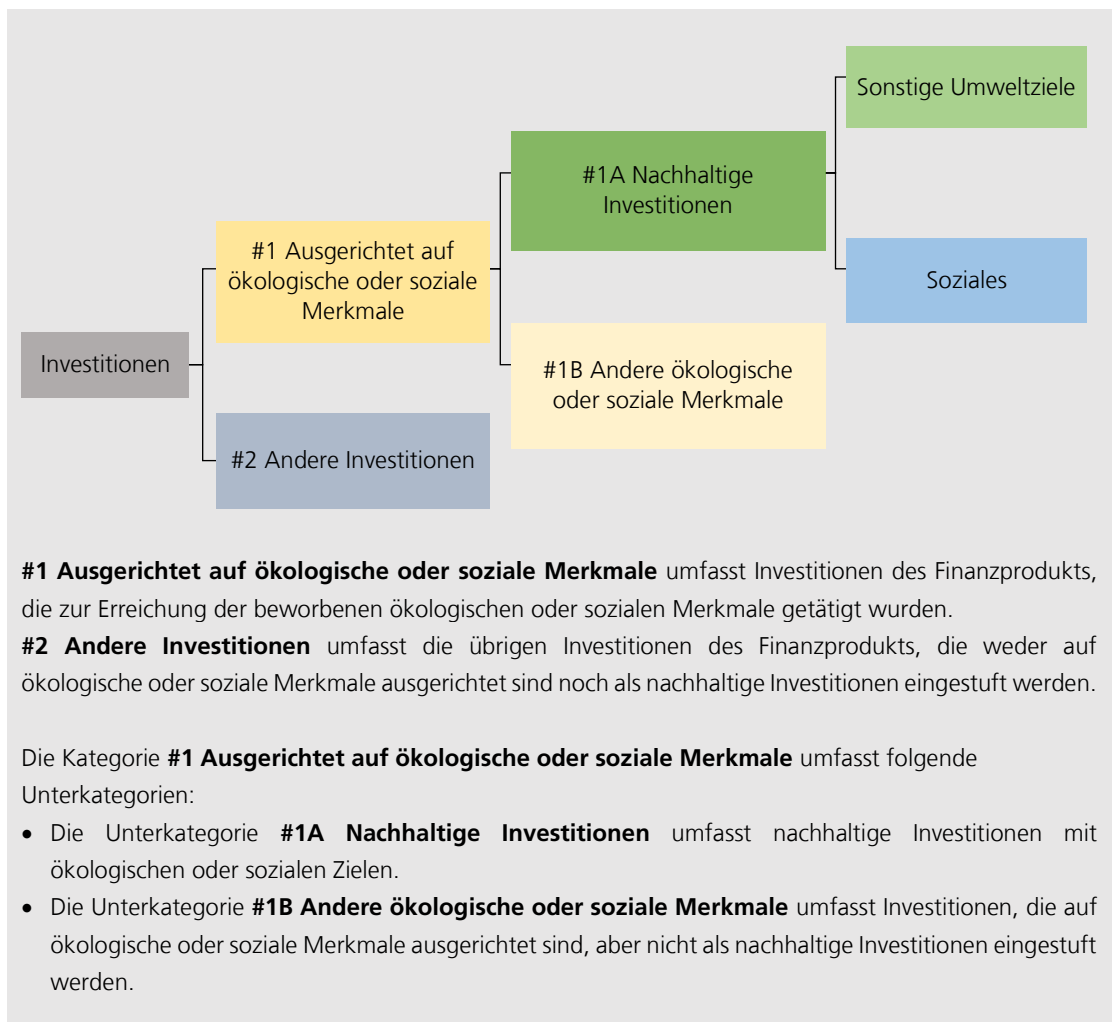 Sonstige Umweltziele
#1A Nachhaltige
Investitionen
#1 Ausgerichtet auf
ökologische oder soziale
Merkmale
Soziales
Investitionen
#1B Andere ökologische
oder soziale Merkmale
#2 Andere Investitionen
#1 Ausgerichtet auf ökologische oder soziale Merkmale umfasst Investitionen des Finanzprodukts,
die zur Erreichung der beworbenen ökologischen oder sozialen Merkmale getätigt wurden.
#2 Andere Investitionen umfasst die übrigen Investitionen des Finanzprodukts, die weder auf
ökologische oder soziale Merkmale ausgerichtet sind noch als nachhaltige Investitionen eingestuft werden.
Die Kategorie #1 Ausgerichtet auf ökologische oder soziale Merkmale umfasst folgende
Unterkategorien:
• Die Unterkategorie #1A Nachhaltige Investitionen umfasst nachhaltige Investitionen mit
ökologischen oder sozialen Zielen.
• Die Unterkategorie #1B Andere ökologische oder soziale Merkmale umfasst Investitionen, die auf
ökologische oder soziale Merkmale ausgerichtet sind, aber nicht als nachhaltige Investitionen eingestuft
werden.